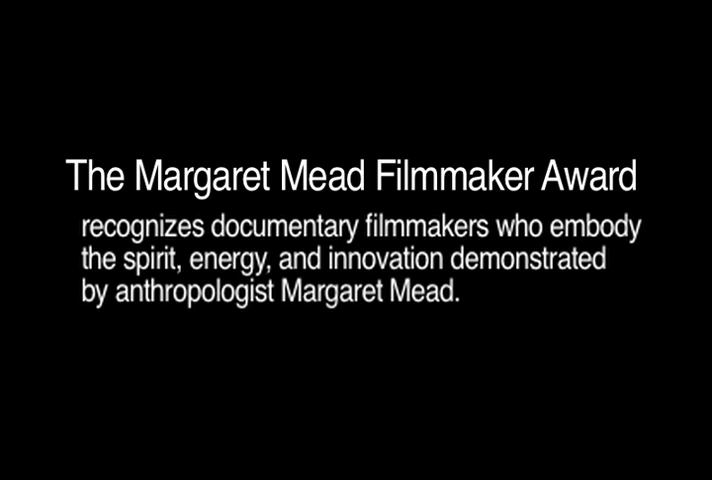 The Margaret Mead Filmmaker Award
recognizes documentary filmmakers who embody
the spirit, energy, and innovation demonstrated
by anthropologist Margaret Mead.